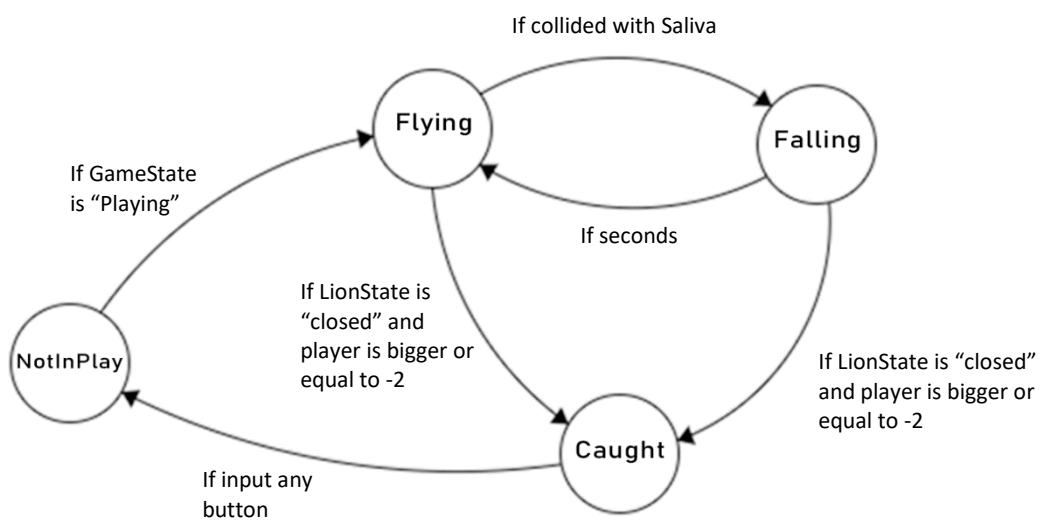 If collided with Saliva
Flying
Falling
If GameState
is “Playing”
If seconds
If LionState is
“closed” and
player is bigger or
equal to -2
NotInPlay
If LionState is “closed”
and player is bigger or
equal to -2
Caught
If input any
button